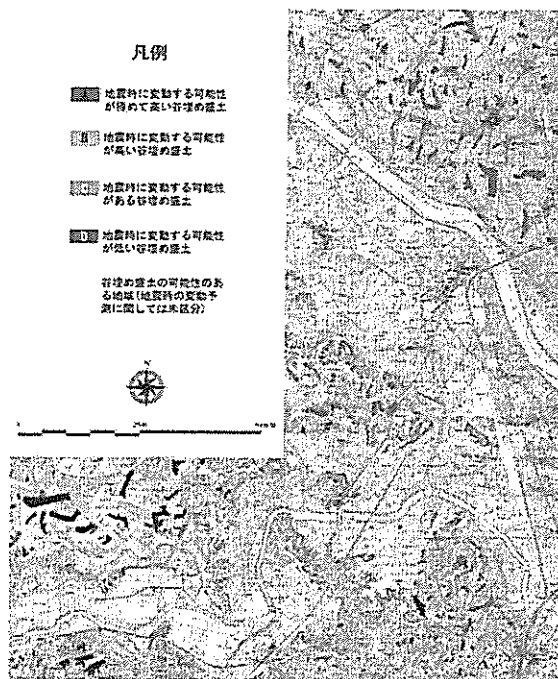 凡例
地震時に変動する可能性
が極めて高い谷埋め盛土
B
地震時に変動する可能性
が高い谷埋め盛土
C
地震時に変動する可能性
がある谷埋め盛土
D
地震時に変動する可能性
が低い谷埋め盛土
谷埋め盛土の可能性のあ
る地域(地震時の変動予
測に関しては未区分)
N